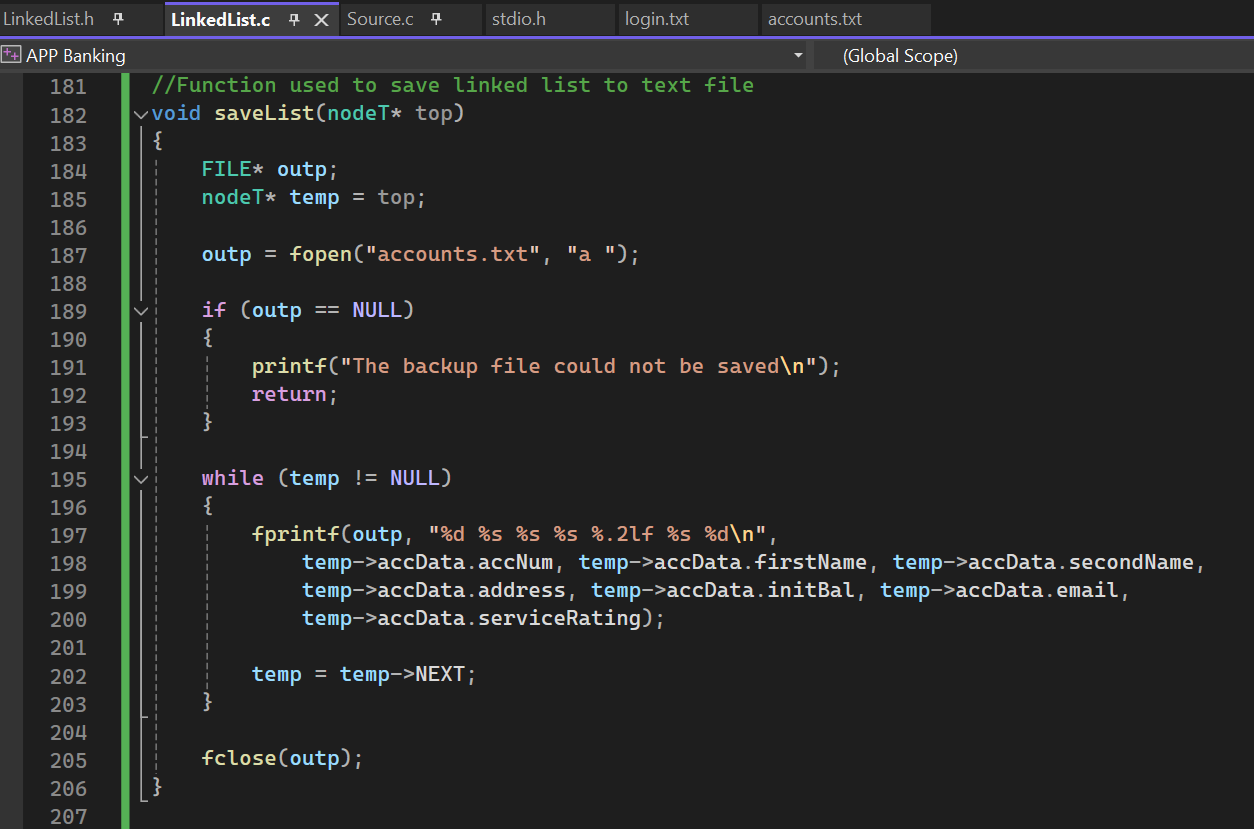 LinkedList.h LinkedList.c Source.c stdio.h login.txt accounts.txt
APP Banking (Global Scope)
181 //Function used to save linked list to text file
182 void saveList(nodeT* top)
183 {
184 FILE* outp;
185 nodeT* temp = top;
186
187 outp = fopen("accounts.txt", "a ");
188
189 if (outp == NULL)
190 {
191 printf("The backup file could not be saved\n");
192 return;
193 }
194
195 while (temp != NULL)
196 {
197 fprintf(outp, "%d %s %s %s %.2lf %s %d\n",
198 temp->accData.accNum, temp->accData.firstName, temp->accData.secondName,
199 temp->accData.address, temp->accData.initBal, temp->accData.email,
200 temp->accData.serviceRating);
201
202 temp = temp->NEXT;
203 }
204
205 fclose(outp);
206 }
207